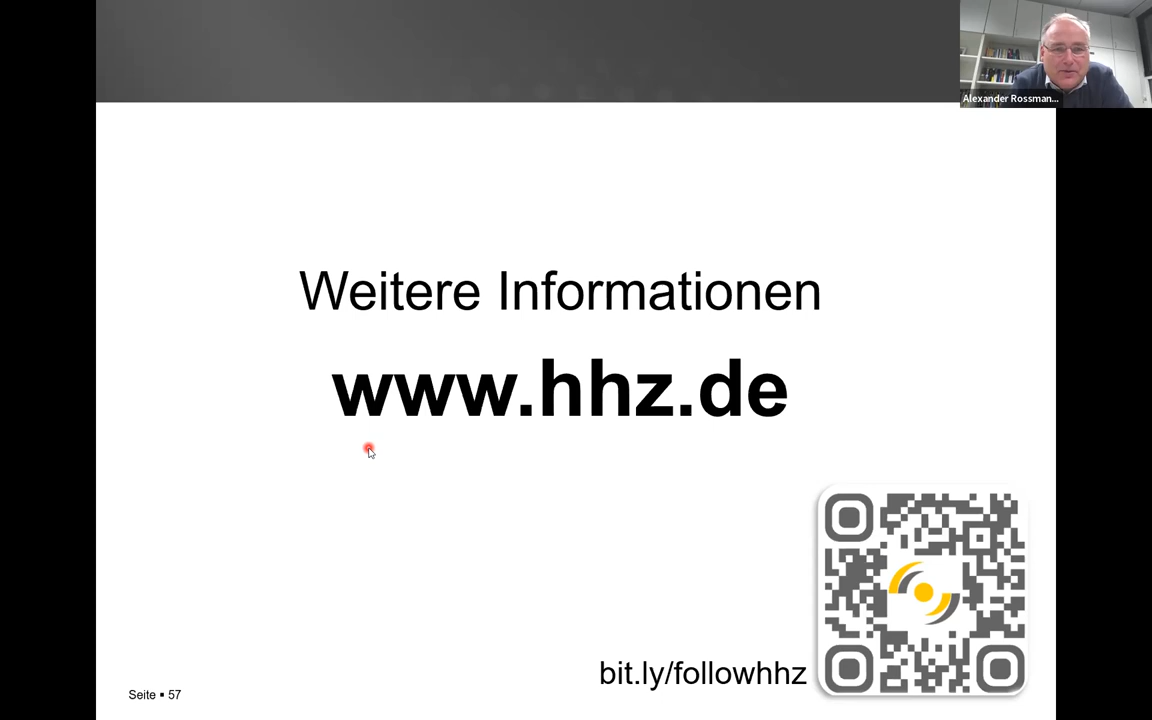 Alexander Rossman...
Weitere Informationen
www.hhz.de
bit.ly/followhhz
Seite ▪ 57